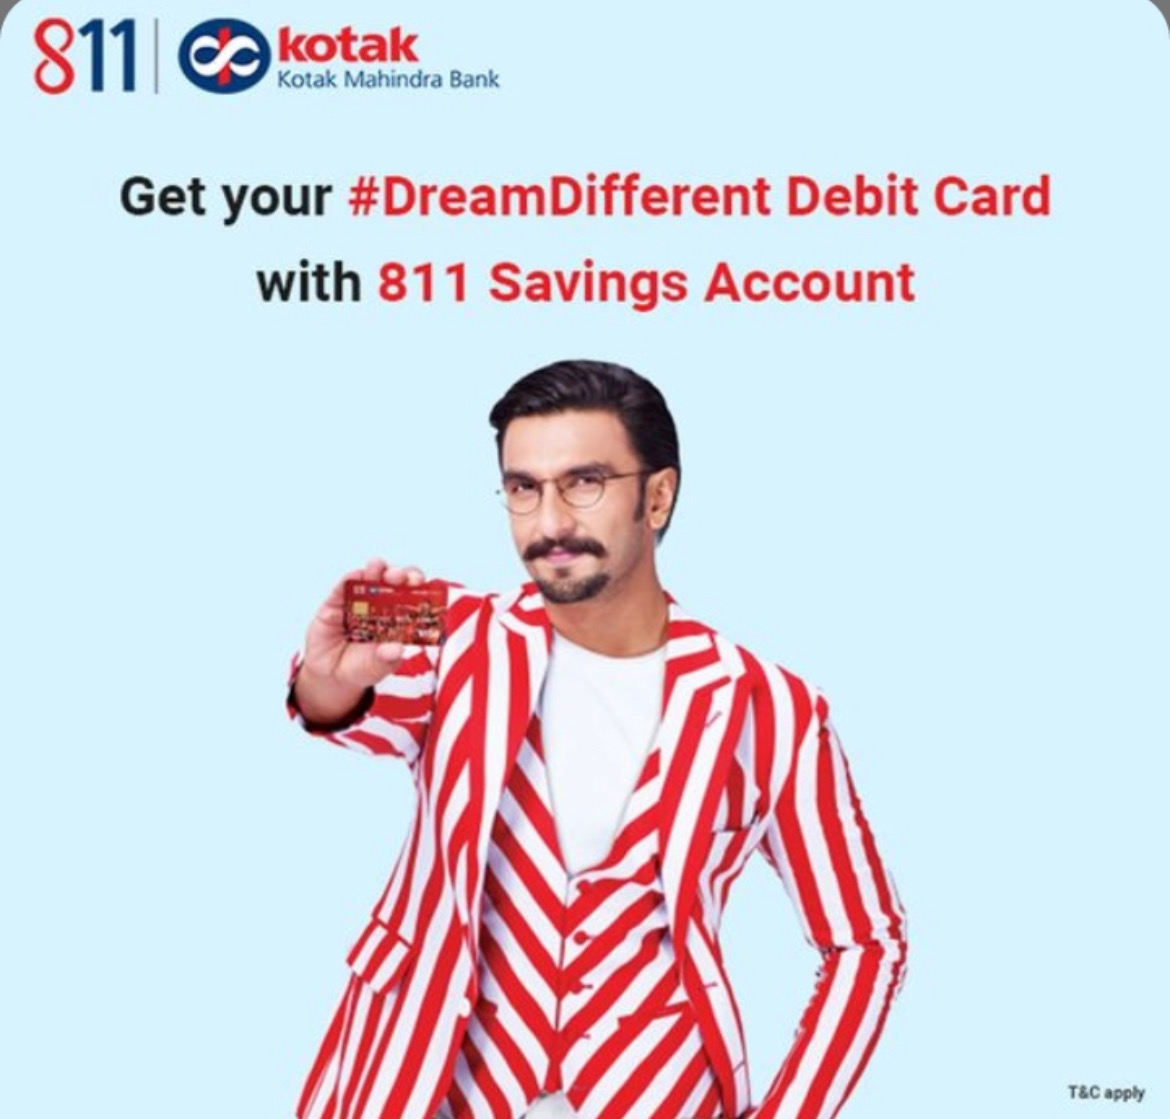 811 | kotak
Kotak Mahindra Bank
Get your #DreamDifferent Debit Card
with 811 Savings Account
T&C apply